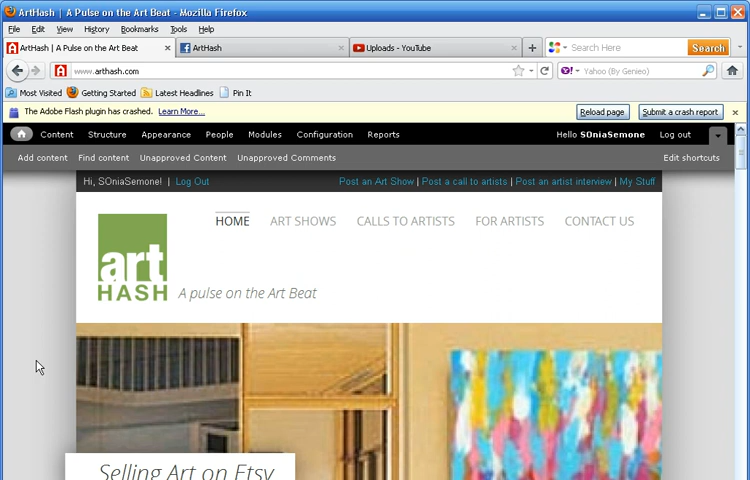 ArtHash | A Pulse on the Art Beat - Mozilla Firefox
File Edit View History Bookmarks Tools Help
ArtHash | A Pulse on the Art Beat × ArtHash × Uploads - YouTube × + Search Here Search
www.arthash.com Yahoo (By Genieo)
Most Visited Getting Started Latest Headlines Pin It
The Adobe Flash plugin has crashed. Learn More... Reload page Submit a crash report ×
Content Structure Appearance People Modules Configuration Reports Hello SOniaSemone Log out
Add content Find content Unapproved Content Unapproved Comments Edit shortcuts
Hi, SOniaSemone! | Log Out Post an Art Show | Post a call to artists | Post an artist interview | My Stuff
HOME ART SHOWS CALLS TO ARTISTS FOR ARTISTS CONTACT US
art
HASH A pulse on the Art Beat
Selling Art on Etsy